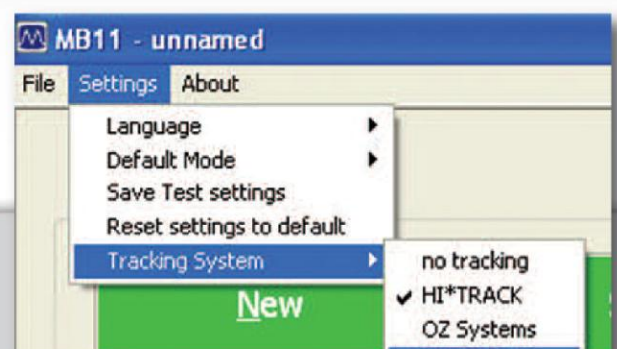 MB11 - unnamed
File Settings About
Language
Default Mode
Save Test settings
Reset settings to default
Tracking System
no tracking
HI*TRACK
OZ Systems
New